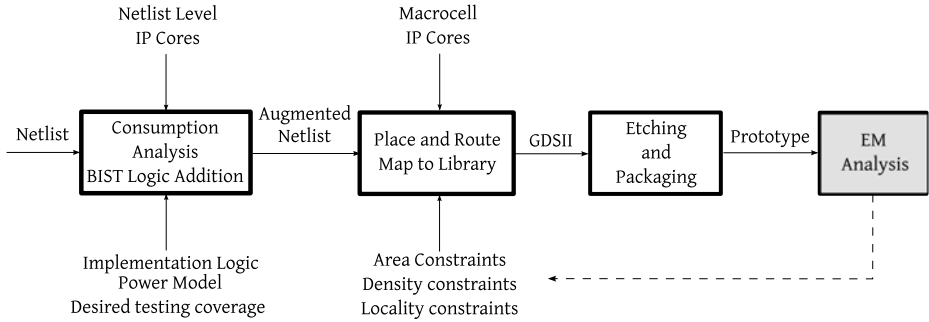 Netlist Level
IP Cores
Macrocell
IP Cores
Netlist
Consumption
Analysis
BIST Logic Addition
Augmented
Netlist
Place and Route
Map to Library
GDSII
Etching
and
Packaging
Prototype
EM
Analysis
Implementation Logic
Power Model
Desired testing coverage
Area Constraints
Density constraints
Locality constraints